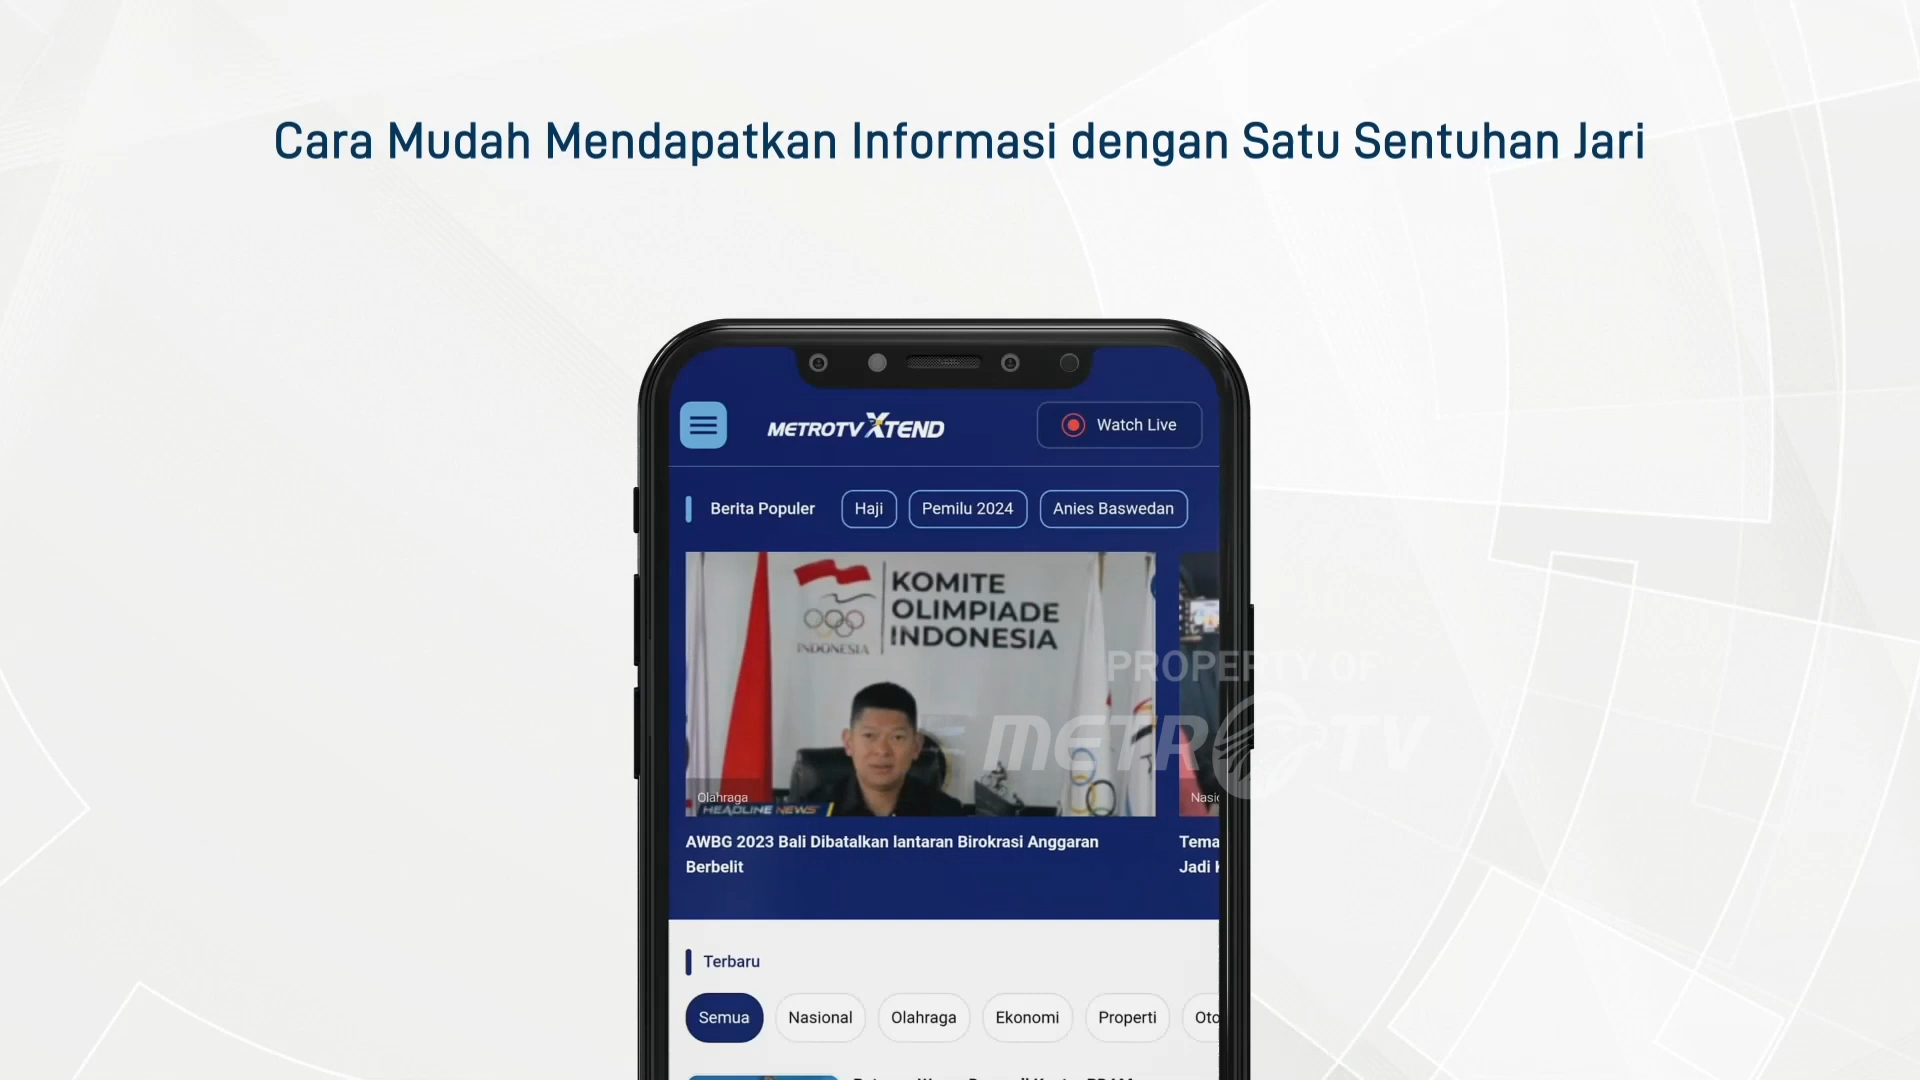 Cara Mudah Mendapatkan Informasi dengan Satu Sentuhan Jari
METROTV XTEND
Watch Live
Berita Populer
Haji
Pemilu 2024
Anies Baswedan
KOMITE
OLIMPIADE
INDONESIA
INDONESIA
PROPERTY OF
METRO TV
Olahraga
HEADLINE NEWS
AWBG 2023 Bali Dibatalkan lantaran Birokrasi Anggaran
Berbelit
Terbaru
Semua
Nasional
Olahraga
Ekonomi
Properti